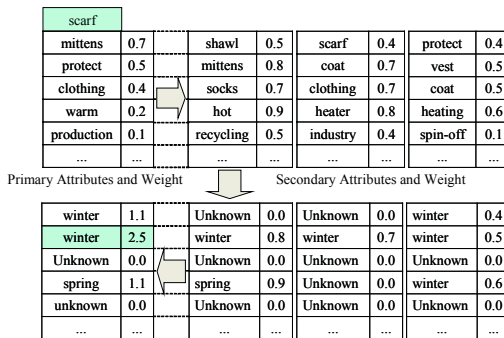 scarf
mittens 0.7 shawl 0.5 scarf 0.4 protect 0.4
protect 0.5 mittens 0.8 coat 0.7 vest 0.5
clothing 0.4 socks 0.7 clothing 0.7 coat 0.5
warm 0.2 hot 0.9 heater 0.8 heating 0.6
production 0.1 recycling 0.5 industry 0.4 spin-off 0.1
... ... ... ... ... ... ... ...
Primary Attributes and Weight Secondary Attributes and Weight
winter 1.1 Unknown 0.0 Unknown 0.0 winter 0.4
winter 2.5 winter 0.8 winter 0.7 winter 0.5
Unknown 0.0 Unknown 0.0 Unknown 0.0 Unknown 0.0
spring 1.1 spring 0.9 Unknown 0.0 winter 0.6
unknown 0.0 Unknown 0.0 Unknown 0.0 Unknown 0.0
... ... ... ... ... ... ... ...